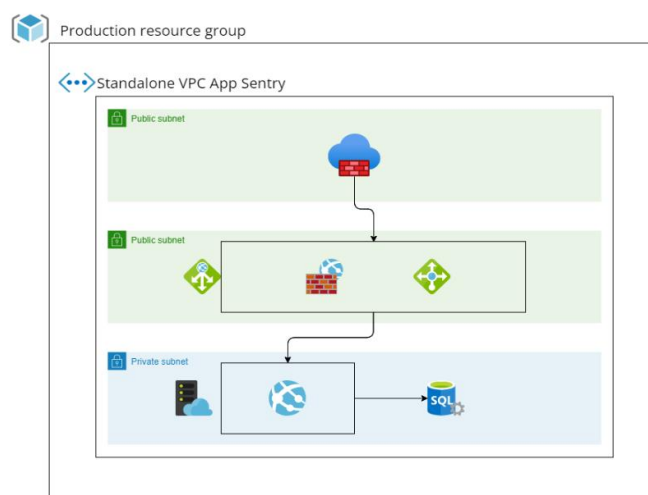 Production resource group
Standalone VPC App Sentry
Public subnet
Public subnet
Private subnet
SQL